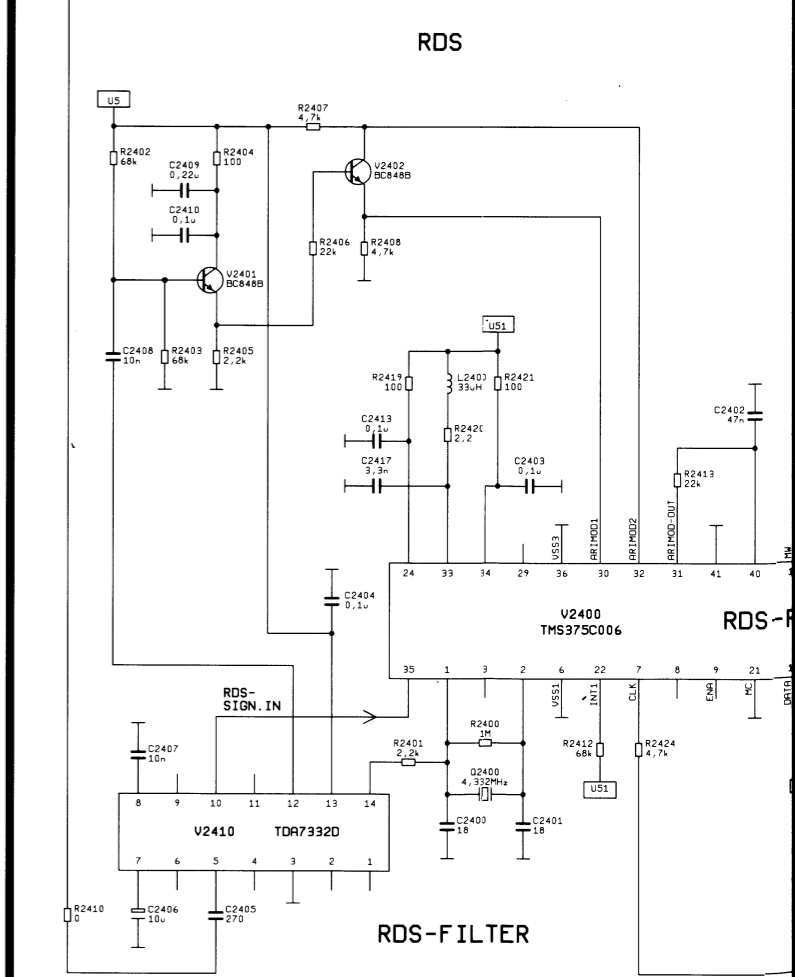 RDS
U5
R2407
4,7k
R2402
68k
C2409
0,22u
R2404
100
V2402
BC848B
C2410
0,1u
R2406
22k
R2408
4,7k
V2401
BC848B
C2408
10n
R2403
68k
R2405
2,2k
U51
R2419
100
L2400
33uH
R2421
100
C2402
47n
C2413
0,1u
R2420
2,2
C2417
3,3n
C2403
0,1u
R2413
22k
VSS3
ARIMOD1
ARIMOD2
ARIMOD-OUT
MW
24 33 34 29 36 30 32 31 41 40
C2404
0,1u
V2400
TMS375C006
RDS-
35 1 3 2 6 22 7 8 9 21
VSS1
INT1
CLK
ENA
MC
DATA
RDS-
SIGN.IN
R2400
1M
C2407
10n
R2401
2,2k
R2412
68k
R2424
4,7k
Q2400
4,332MHz
U51
8 9 10 11 12 13 14
V2410 TDA7332D
C2400
18
C2401
18
7 6 5 4 3 2 1
R2410
0
C2406
10u
C2405
270
RDS-FILTER